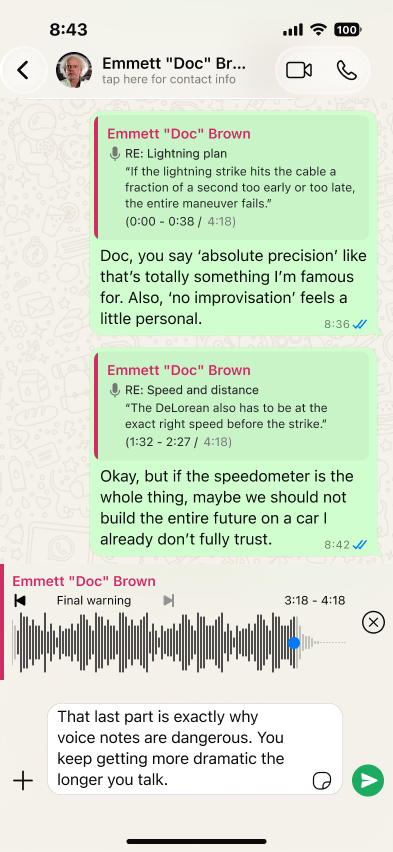 8:43
100
Emmett "Doc" Br...
tap here for contact info
Emmett "Doc" Brown
RE: Lightning plan
“If the lightning strike hits the cable a
fraction of a second too early or too late,
the entire maneuver fails.”
(0:00 - 0:38 / 4:18)
Doc, you say ‘absolute precision’ like
that’s totally something I’m famous
for. Also, ‘no improvisation’ feels a
little personal.
8:36
Emmett "Doc" Brown
RE: Speed and distance
“The DeLorean also has to be at the
exact right speed before the strike.”
(1:32 - 2:27 / 4:18)
Okay, but if the speedometer is the
whole thing, maybe we should not
build the entire future on a car I
already don’t fully trust.
8:42
Emmett "Doc" Brown
Final warning
3:18 - 4:18
That last part is exactly why
voice notes are dangerous. You
keep getting more dramatic the
longer you talk.